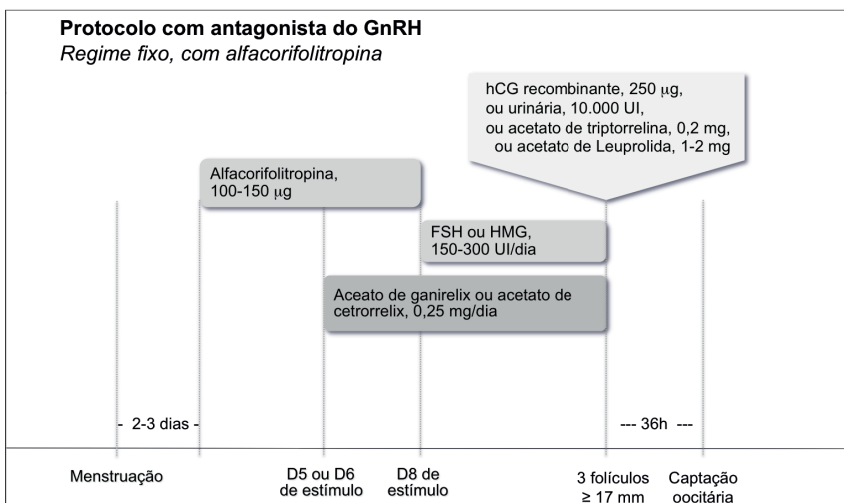 Protocolo com antagonista do GnRH
Regime fixo, com alfacorifolitropina
hCG recombinante, 250 µg,
ou urinária, 10.000 UI,
ou acetato de triptorrelina, 0,2 mg,
ou acetato de Leuprolida, 1-2 mg
Alfacorifolitropina,
100-150 µg
FSH ou HMG,
150-300 UI/dia
Aceato de ganirelix ou acetato de
cetrorrelix, 0,25 mg/dia
- 2-3 dias -
--- 36h ---
Menstruação
D5 ou D6
de estímulo
D8 de
estímulo
3 folículos
≥ 17 mm
Captação
oocitária